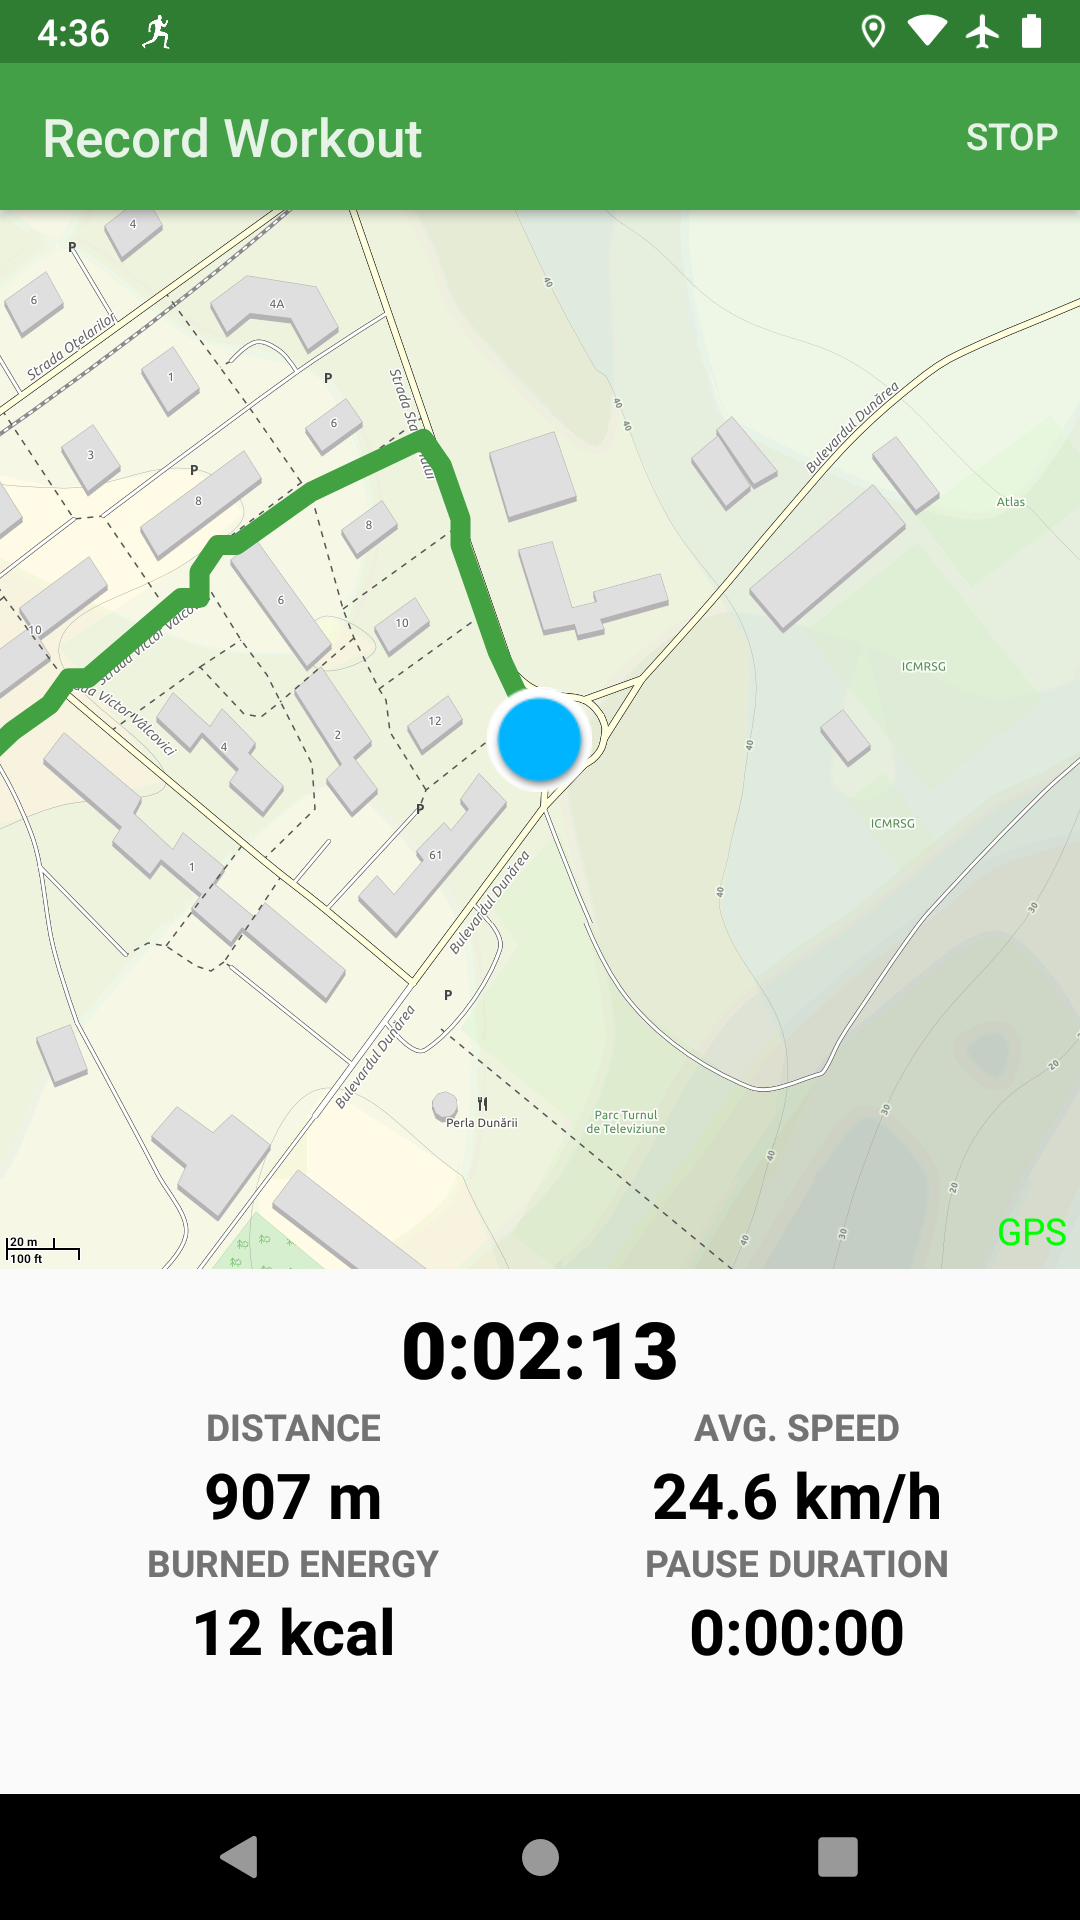 4:36
Record Workout
STOP
4
P
6
4A
Strada Oțelarilor
1
P
40
Strada Sta
rului
6
40
40
Bulevardul Dunărea
3
P
8
8
Atlas
6
10
10
Strada Victor Vâlcov
ICMRSG
da Victor Vâlcovici
12
2
4
40
P
ICMRSG
61
1
40
Bulevardul Dunărea
30
P
Bulevardul Dunărea
20
Perla Dunării
30
Parc Turnul
de Televiziune
40
20
30
40
GPS
20 m
100 ft
0:02:13
DISTANCE
AVG. SPEED
907 m
24.6 km/h
BURNED ENERGY
PAUSE DURATION
12 kcal
0:00:00